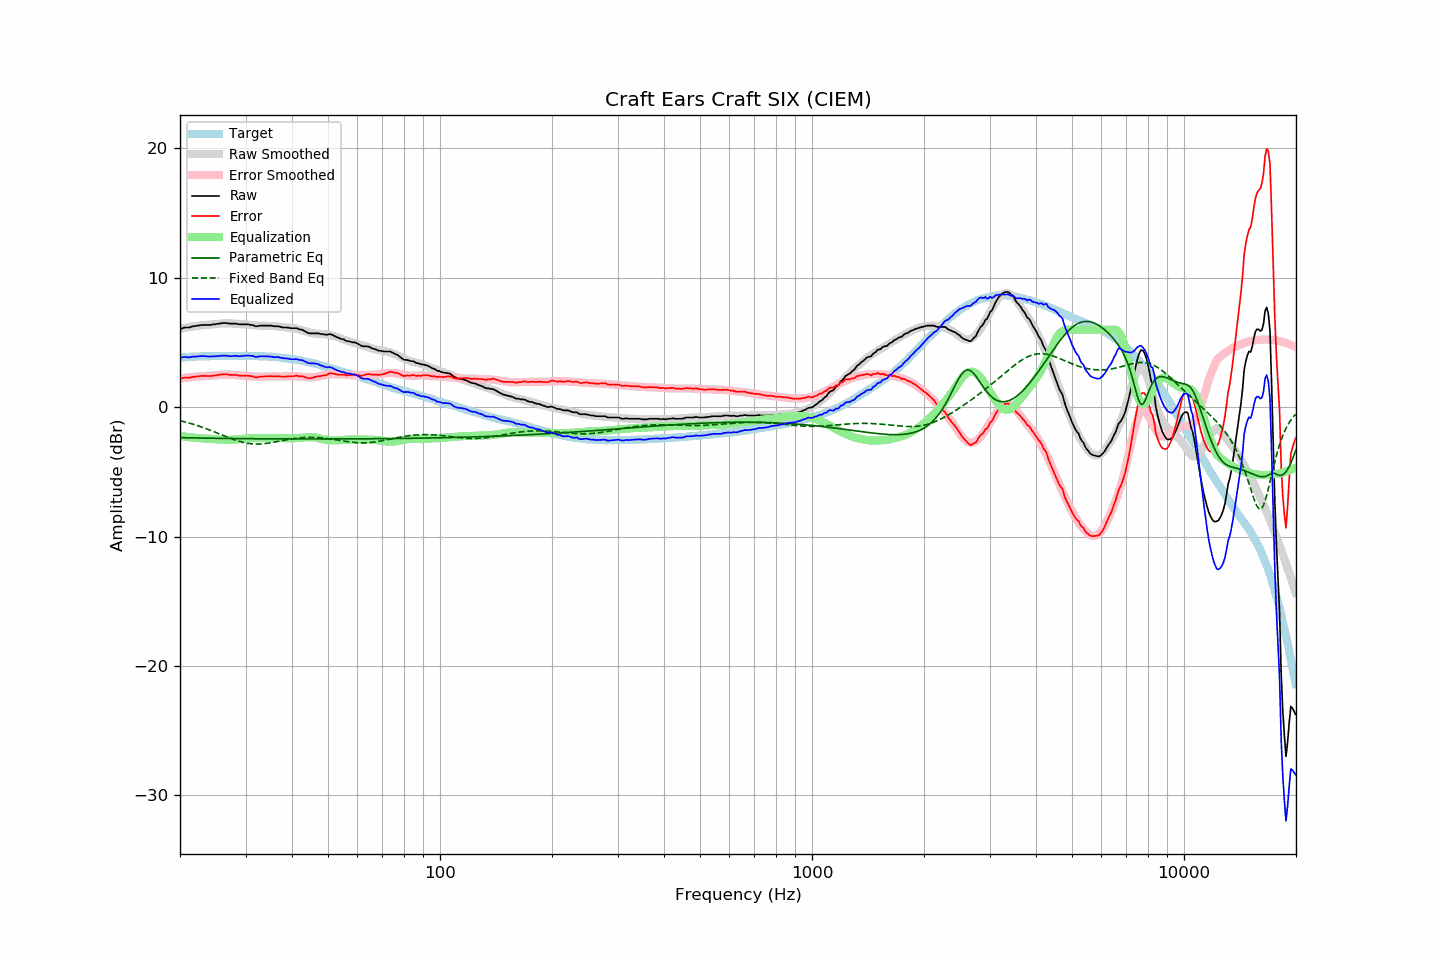 Craft Ears Craft SIX (CIEM)
Target
Raw Smoothed
Error Smoothed
Raw
Error
Equalization
Parametric Eq
Fixed Band Eq
Equalized
20
10
0
−10
−20
−30
Amplitude (dBr)
100
1000
10000
Frequency (Hz)